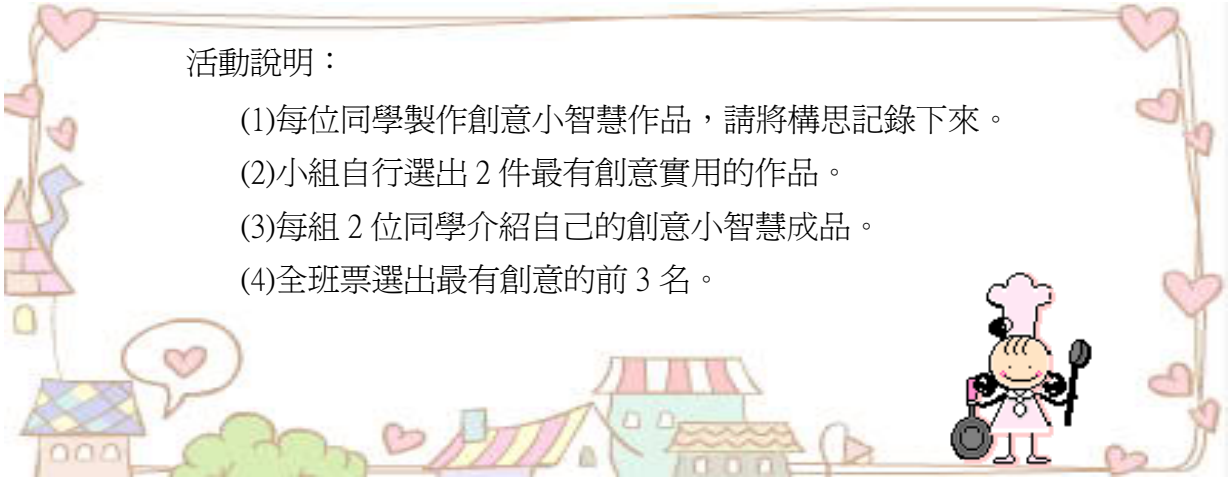 活動說明：
(1)每位同學製作創意小智慧作品，請將構思記錄下來。
(2)小組自行選出 2 件最有創意實用的作品。
(3)每組 2 位同學介紹自己的創意小智慧成品。
(4)全班票選出最有創意的前 3 名。